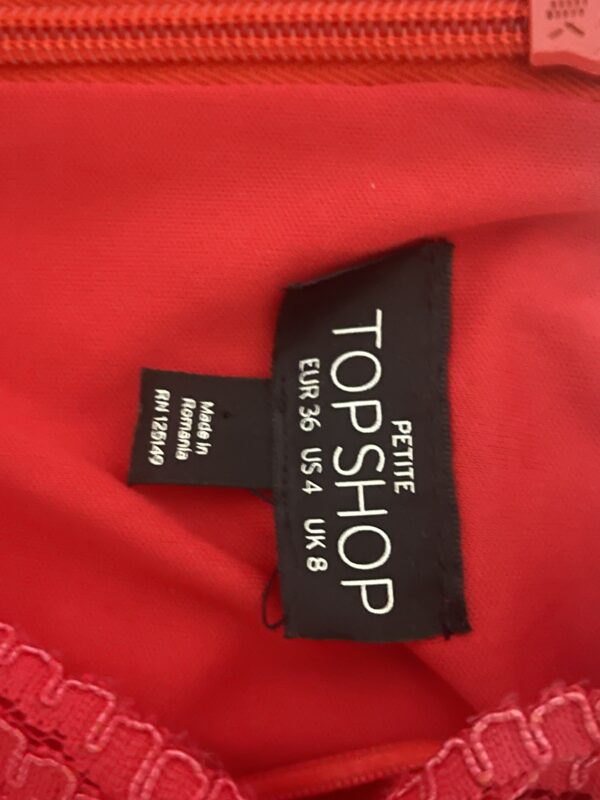 PETITE
TOPSHOP
EUR 36 US 4 UK 8
Made in
Romania
RN 125149